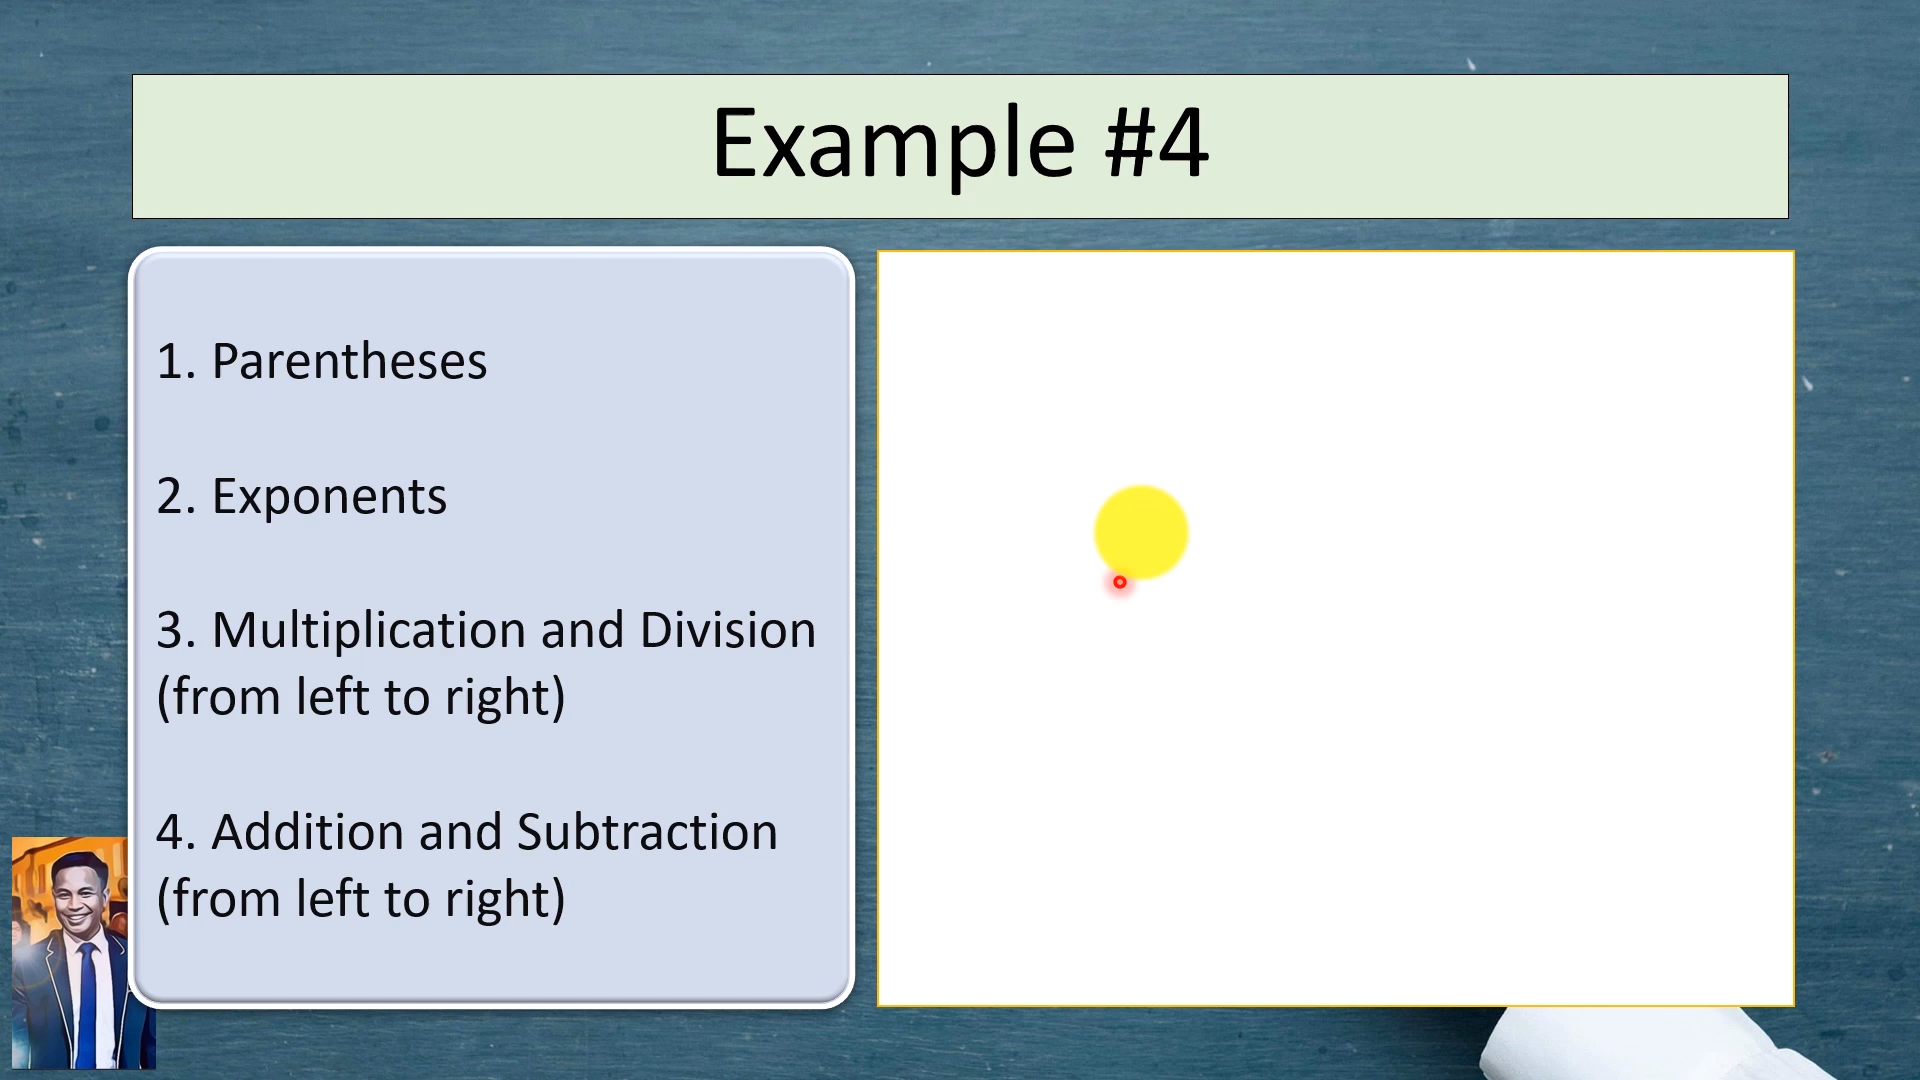 Example #4
1. Parentheses
2. Exponents
3. Multiplication and Division
(from left to right)
4. Addition and Subtraction
(from left to right)